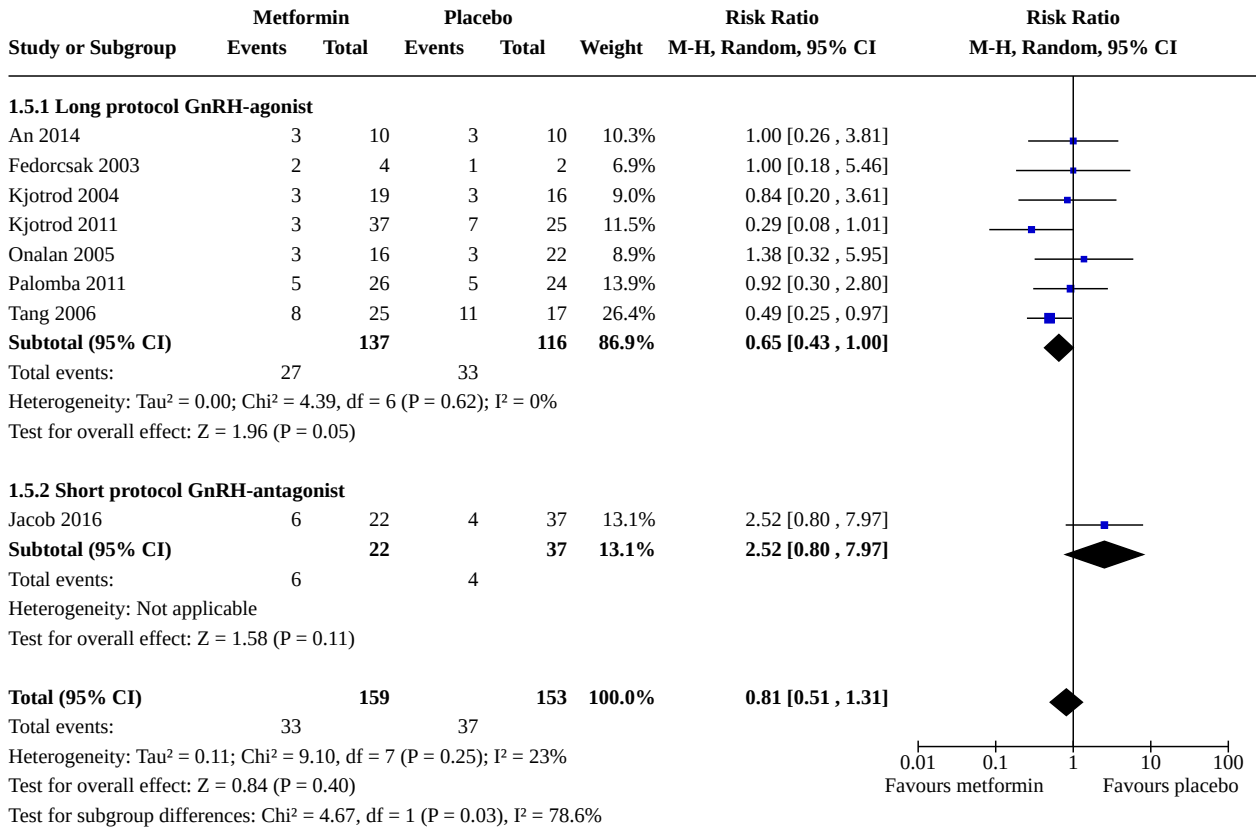 Metformin Placebo Risk Ratio Risk Ratio
Study or Subgroup Events Total Events Total Weight M-H, Random, 95% CI M-H, Random, 95% CI
1.5.1 Long protocol GnRH-agonist
An 2014 3 10 3 10 10.3% 1.00 [0.26 , 3.81]
Fedorcsak 2003 2 4 1 2 6.9% 1.00 [0.18 , 5.46]
Kjotrod 2004 3 19 3 16 9.0% 0.84 [0.20 , 3.61]
Kjotrod 2011 3 37 7 25 11.5% 0.29 [0.08 , 1.01]
Onalan 2005 3 16 3 22 8.9% 1.38 [0.32 , 5.95]
Palomba 2011 5 26 5 24 13.9% 0.92 [0.30 , 2.80]
Tang 2006 8 25 11 17 26.4% 0.49 [0.25 , 0.97]
Subtotal (95% CI) 137 116 86.9% 0.65 [0.43 , 1.00]
Total events: 27 33
Heterogeneity: Tau² = 0.00; Chi² = 4.39, df = 6 (P = 0.62); I² = 0%
Test for overall effect: Z = 1.96 (P = 0.05)
1.5.2 Short protocol GnRH-antagonist
Jacob 2016 6 22 4 37 13.1% 2.52 [0.80 , 7.97]
Subtotal (95% CI) 22 37 13.1% 2.52 [0.80 , 7.97]
Total events: 6 4
Heterogeneity: Not applicable
Test for overall effect: Z = 1.58 (P = 0.11)
Total (95% CI) 159 153 100.0% 0.81 [0.51 , 1.31]
Total events: 33 37
Heterogeneity: Tau² = 0.11; Chi² = 9.10, df = 7 (P = 0.25); I² = 23%
Test for overall effect: Z = 0.84 (P = 0.40)
Test for subgroup differences: Chi² = 4.67, df = 1 (P = 0.03), I² = 78.6%
0.01 0.1 1 10 100
Favours metformin Favours placebo